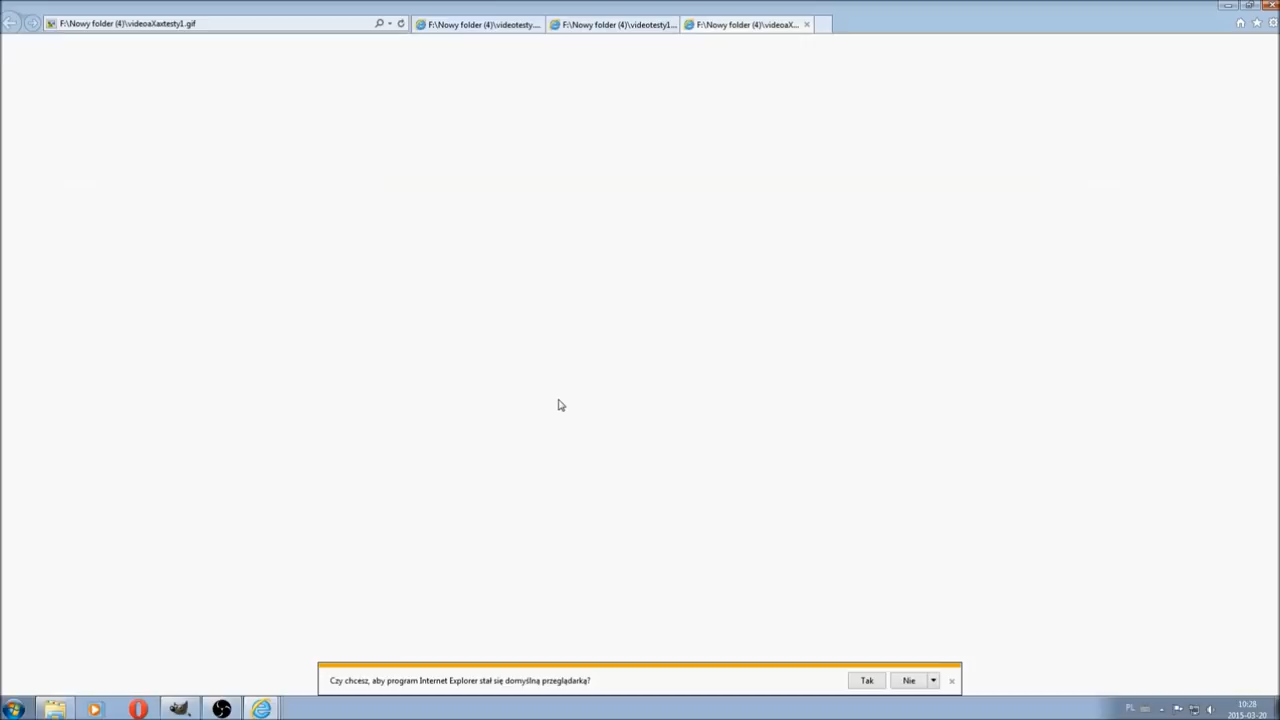 F:\Nowy folder (4)\videoaXaxtesty1.gif
F:\Nowy folder (4)\videotesty....
F:\Nowy folder (4)\videotesty1...
F:\Nowy folder (4)\videoaX...
Czy chcesz, aby program Internet Explorer stał się domyślną przeglądarką?
Tak
Nie
PL
10:28
2015-03-20